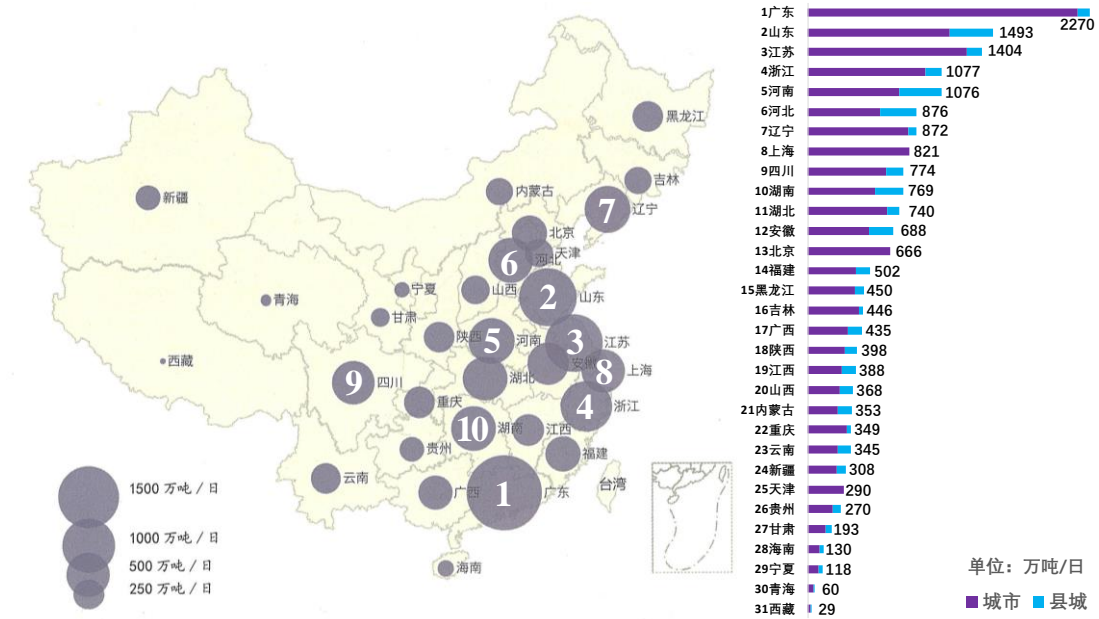 黑龙江
吉林
辽宁
7
内蒙古
新疆
北京
天津
河北
6
宁夏
山西
2
山东
青海
甘肃
陕西
5
河南
3
江苏
西藏
安徽
8
上海
9
四川
湖北
重庆
4
浙江
10
湖南
江西
贵州
福建
云南
广西
1
广东
台湾
海南
1500 万吨 / 日
1000 万吨 / 日
500 万吨 / 日
250 万吨 / 日
1广东 2270
2山东 1493
3江苏 1404
4浙江 1077
5河南 1076
6河北 876
7辽宁 872
8上海 821
9四川 774
10湖南 769
11湖北 740
12安徽 688
13北京 666
14福建 502
15黑龙江 450
16吉林 446
17广西 435
18陕西 398
19江西 388
20山西 368
21内蒙古 353
22重庆 349
23云南 345
24新疆 308
25天津 290
26贵州 270
27甘肃 193
28海南 130
29宁夏 118
30青海 60
31西藏 29
单位：万吨/日
城市 县城